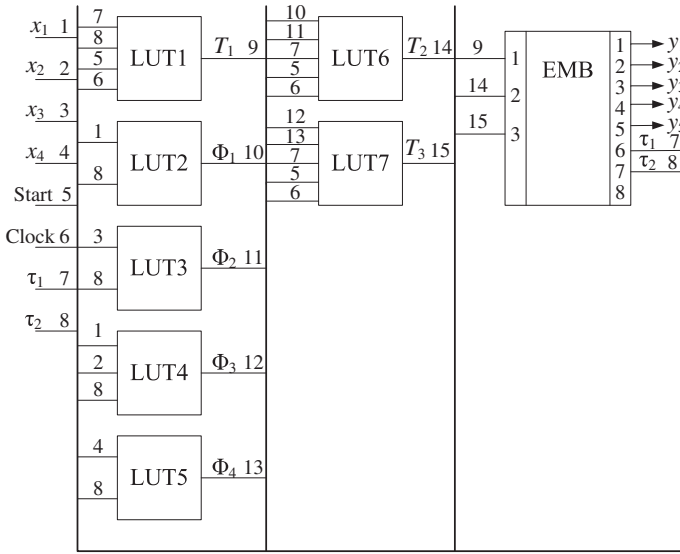 x1 1
x2 2
x3 3
x4 4
Start 5
Clock 6
τ1 7
τ2 8
7
8
5
6
LUT1
T1 9
1
8
LUT2
Φ1 10
3
8
LUT3
Φ2 11
1
2
8
LUT4
Φ3 12
4
8
LUT5
Φ4 13
10
11
7
5
6
LUT6
T2 14
12
13
7
5
6
LUT7
T3 15
9
14
15
1
2
3
EMB
1
2
3
4
5
6
7
8
y
y
y
y
y
τ1 7
τ2 8